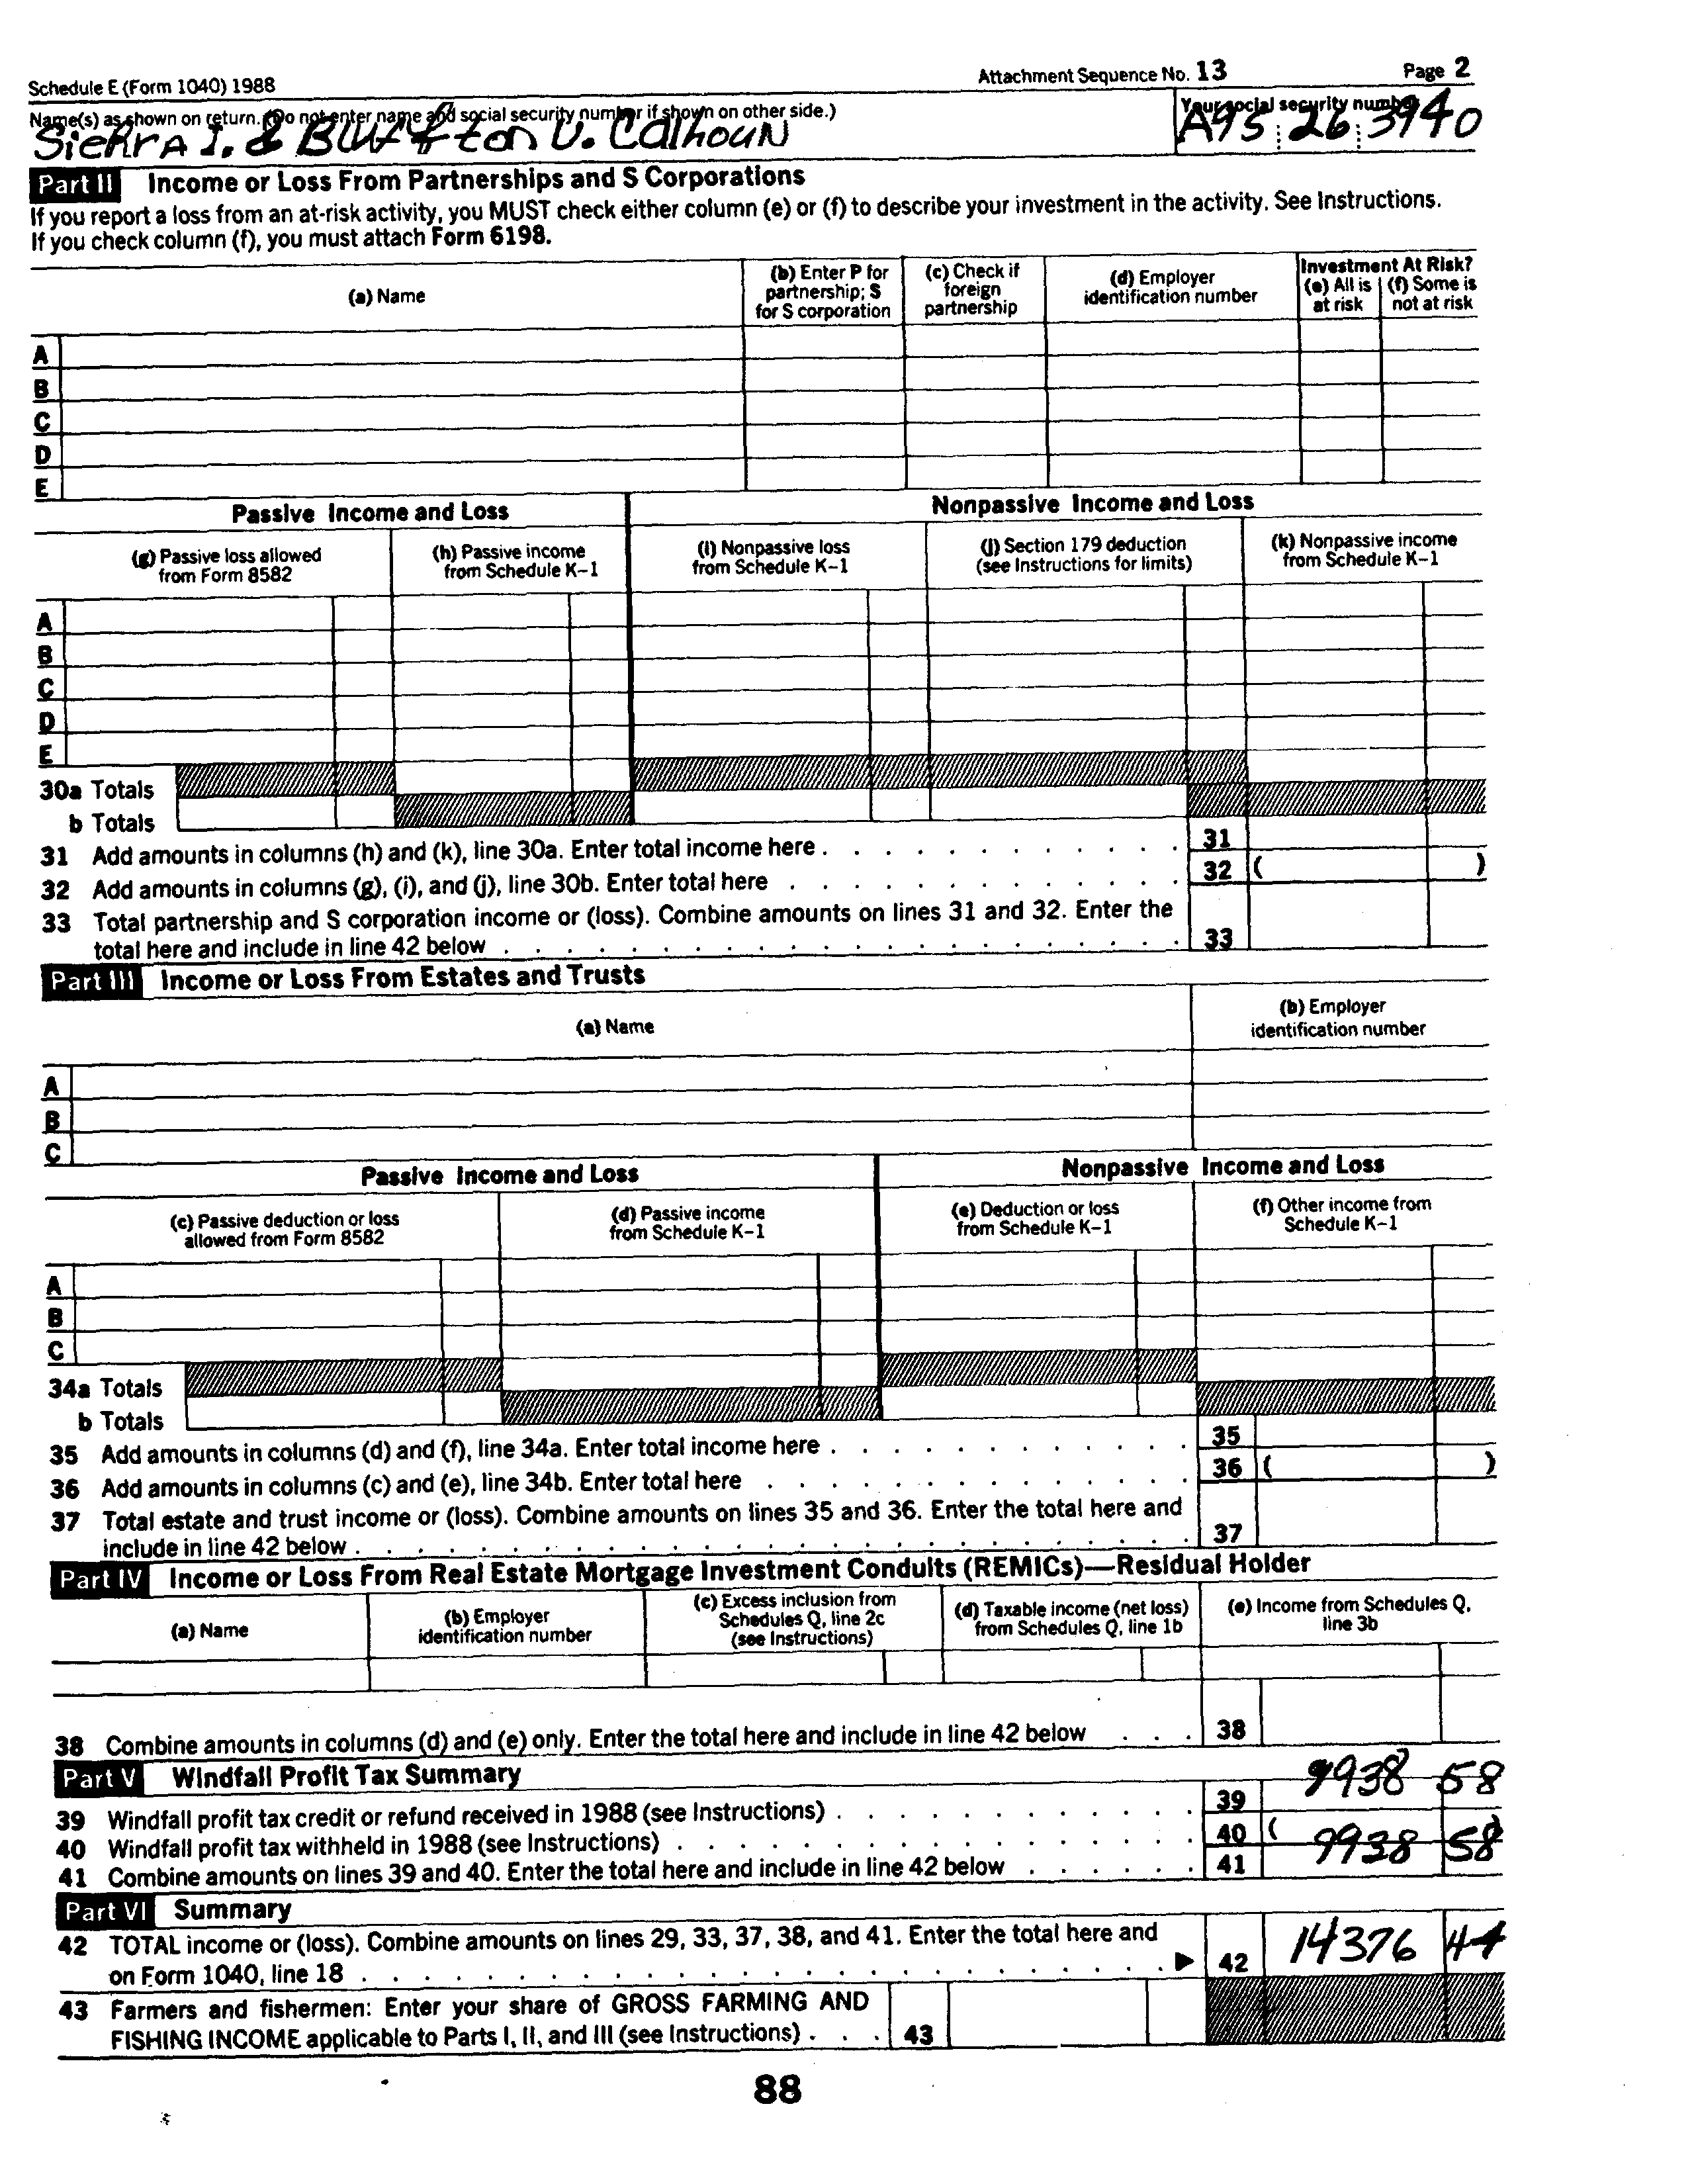 Schedule E (Form 1040) 1988
Attachment Sequence No. 13
Page 2
Name(s) as shown on return. (Do not enter name and social security number if shown on other side.)
Your social security number
Sierra I. & Bluffton U. Calhoun
A95 26 3940
Part II Income or Loss From Partnerships and S Corporations
If you report a loss from an at-risk activity, you MUST check either column (e) or (f) to describe your investment in the activity. See Instructions.
If you check column (f), you must attach Form 6198.
(a) Name
(b) Enter P for partnership; S for S corporation
(c) Check if foreign partnership
(d) Employer identification number
Investment At Risk?
(e) All is at risk
(f) Some is not at risk
A
B
C
D
E
Passive Income and Loss
Nonpassive Income and Loss
(g) Passive loss allowed from Form 8582
(h) Passive income from Schedule K–1
(i) Nonpassive loss from Schedule K–1
(j) Section 179 deduction (see Instructions for limits)
(k) Nonpassive income from Schedule K–1
A
B
C
D
E
30a Totals
b Totals
31 Add amounts in columns (h) and (k), line 30a. Enter total income here . . . 31
32 Add amounts in columns (g), (i), and (j), line 30b. Enter total here . . . 32 ( )
33 Total partnership and S corporation income or (loss). Combine amounts on lines 31 and 32. Enter the
total here and include in line 42 below . . . 33
Part III Income or Loss From Estates and Trusts
(a) Name
(b) Employer identification number
A
B
C
Passive Income and Loss
Nonpassive Income and Loss
(c) Passive deduction or loss allowed from Form 8582
(d) Passive income from Schedule K–1
(e) Deduction or loss from Schedule K–1
(f) Other income from Schedule K–1
A
B
C
34a Totals
b Totals
35 Add amounts in columns (d) and (f), line 34a. Enter total income here . . . 35
36 Add amounts in columns (c) and (e), line 34b. Enter total here . . . 36 ( )
37 Total estate and trust income or (loss). Combine amounts on lines 35 and 36. Enter the total here and
include in line 42 below . . . 37
Part IV Income or Loss From Real Estate Mortgage Investment Conduits (REMICs)—Residual Holder
(a) Name
(b) Employer identification number
(c) Excess inclusion from Schedules Q, line 2c (see Instructions)
(d) Taxable income (net loss) from Schedules Q, line 1b
(e) Income from Schedules Q, line 3b
38 Combine amounts in columns (d) and (e) only. Enter the total here and include in line 42 below . . . 38
Part V Windfall Profit Tax Summary
39 Windfall profit tax credit or refund received in 1988 (see Instructions) . . . 39 9938 58
40 Windfall profit tax withheld in 1988 (see Instructions) . . . 40 ( )
41 Combine amounts on lines 39 and 40. Enter the total here and include in line 42 below . . . 41 9938 58
Part VI Summary
42 TOTAL income or (loss). Combine amounts on lines 29, 33, 37, 38, and 41. Enter the total here and
on Form 1040, line 18 . . . ▶ 42 14376 44
43 Farmers and fishermen: Enter your share of GROSS FARMING AND
FISHING INCOME applicable to Parts I, II, and III (see Instructions) . . . 43
88